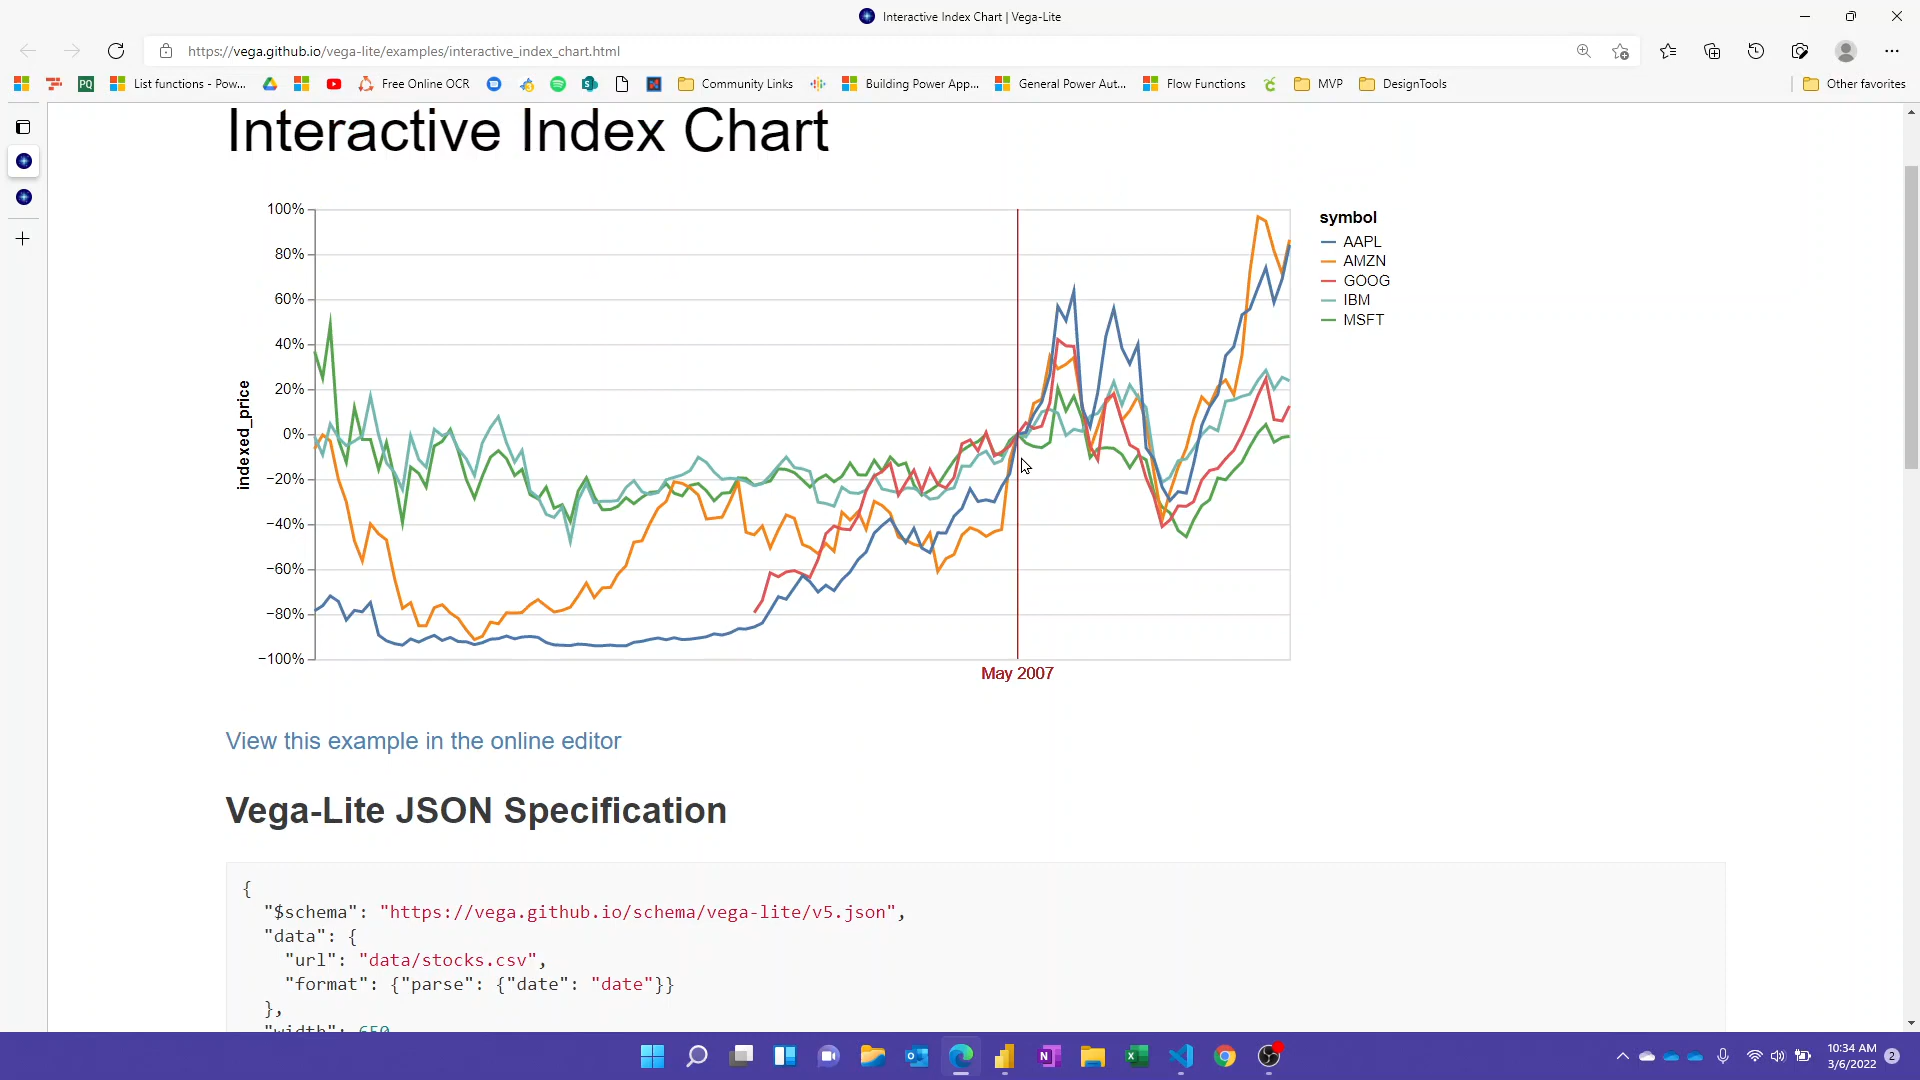 Interactive Index Chart | Vega-Lite
https://vega.github.io/vega-lite/examples/interactive_index_chart.html
PQ List functions - Pow... Free Online OCR Community Links Building Power App... General Power Aut... Flow Functions MVP DesignTools Other favorites
Interactive Index Chart
100%
80%
60%
40%
20%
0%
−20%
−40%
−60%
−80%
−100%
indexed_price
May 2007
symbol
AAPL
AMZN
GOOG
IBM
MSFT
View this example in the online editor
Vega-Lite JSON Specification
{
"$schema": "https://vega.github.io/schema/vega-lite/v5.json",
"data": {
"url": "data/stocks.csv",
"format": {"parse": {"date": "date"}}
},
"width": 650
10:34 AM
3/6/2022
2